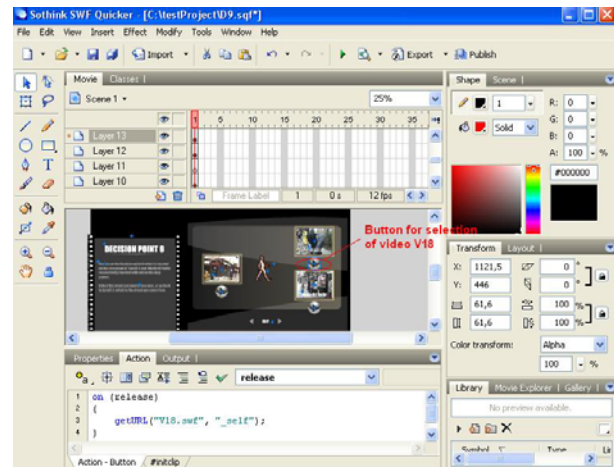 Sothink SWF Quicker - [C:\testProject\D9.sqf*]
File Edit View Insert Effect Modify Tools Window Help
Import Export Publish
Movie Classes
Scene 1 25%
1 5 10 15 20 25 30 35
Layer 13
Layer 12
Layer 11
Layer 10
Frame Label 1 0 s 12 fps
DECISION POINT 9
Button for selection
of video V18
Properties Action Output
release
1 on (release)
2 {
3 getURL("V18.swf", "_self");
4 }
Action - Button #initclip
Shape Scene
1 R: 0
G: 0
Solid B: 0
A: 100 %
#000000
Transform Layout
X: 1121,5 0 °
Y: 446 0 °
61,6 100 %
61,6 100 %
Color transform: Alpha
100 %
Library Movie Explorer Gallery
No preview available.
Symbol Type